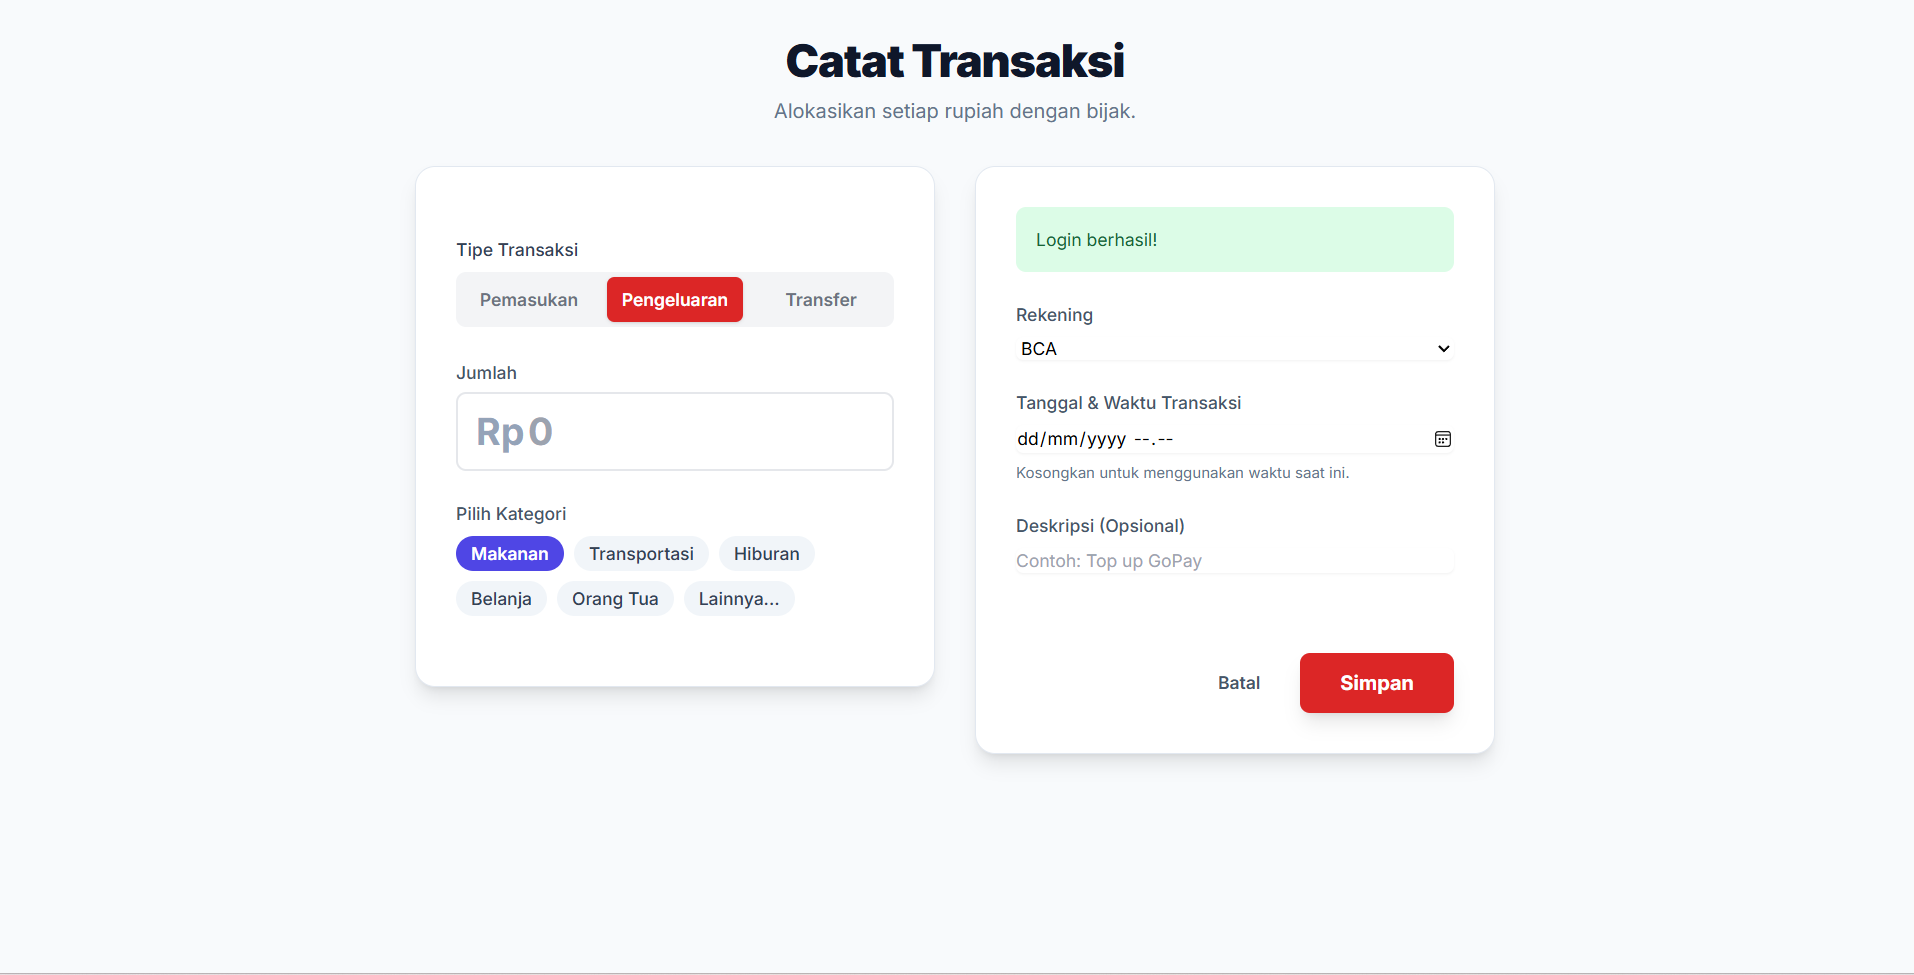 Catat Transaksi
Alokasikan setiap rupiah dengan bijak.
Tipe Transaksi
Pemasukan Pengeluaran Transfer
Jumlah
Rp 0
Pilih Kategori
Makanan Transportasi Hiburan
Belanja Orang Tua Lainnya...
Login berhasil!
Rekening
BCA
Tanggal & Waktu Transaksi
dd/mm/yyyy --.--
Kosongkan untuk menggunakan waktu saat ini.
Deskripsi (Opsional)
Contoh: Top up GoPay
Batal Simpan